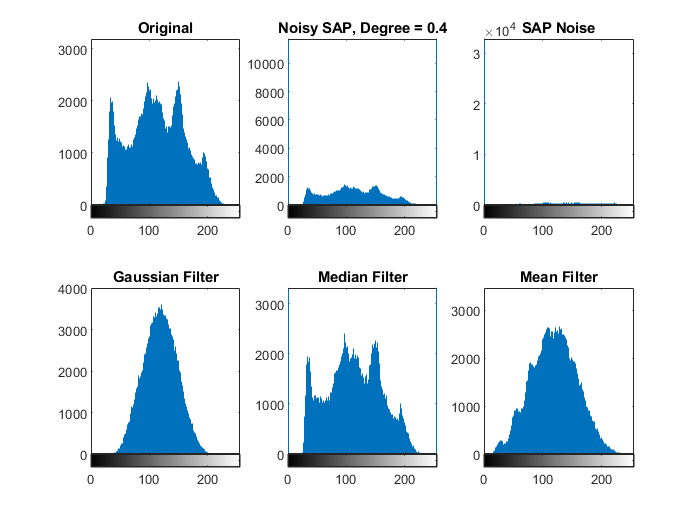 Original
3000
2000
1000
0
0 100 200
Noisy SAP, Degree = 0.4
10000
8000
6000
4000
2000
0
0 100 200
×10^4 SAP Noise
3
2
1
0
0 100 200
Gaussian Filter
4000
3000
2000
1000
0
0 100 200
Median Filter
3000
2000
1000
0
0 100 200
Mean Filter
3000
2000
1000
0
0 100 200